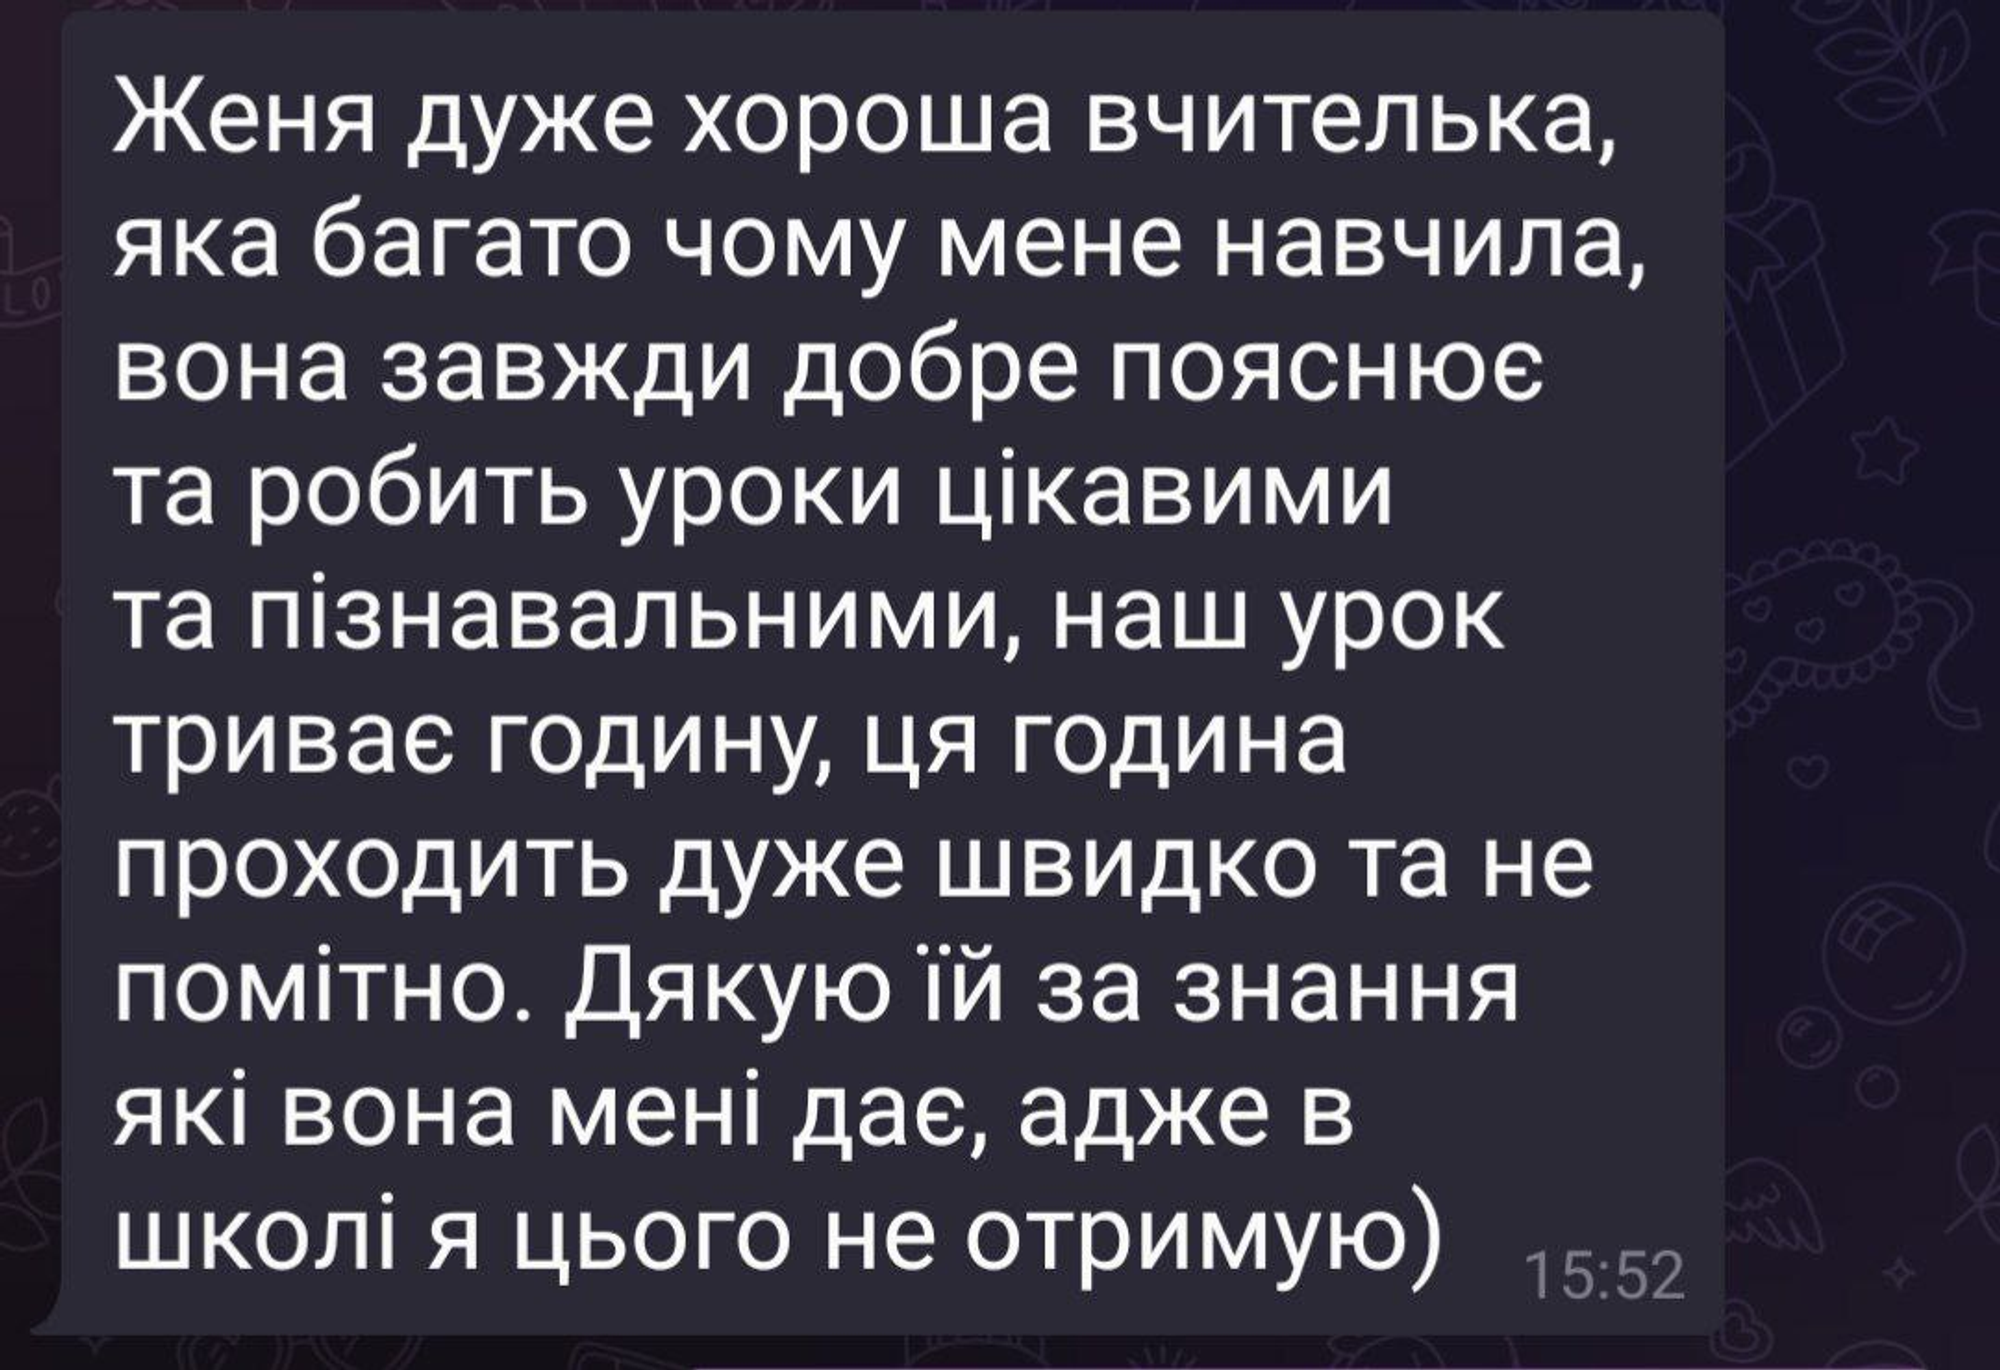 Женя дуже хороша вчителька,
яка багато чому мене навчила,
вона завжди добре пояснює
та робить уроки цікавими
та пізнавальними, наш урок
триває годину, ця година
проходить дуже швидко та не
помітно. Дякую їй за знання
які вона мені дає, адже в
школі я цього не отримую)
15:52